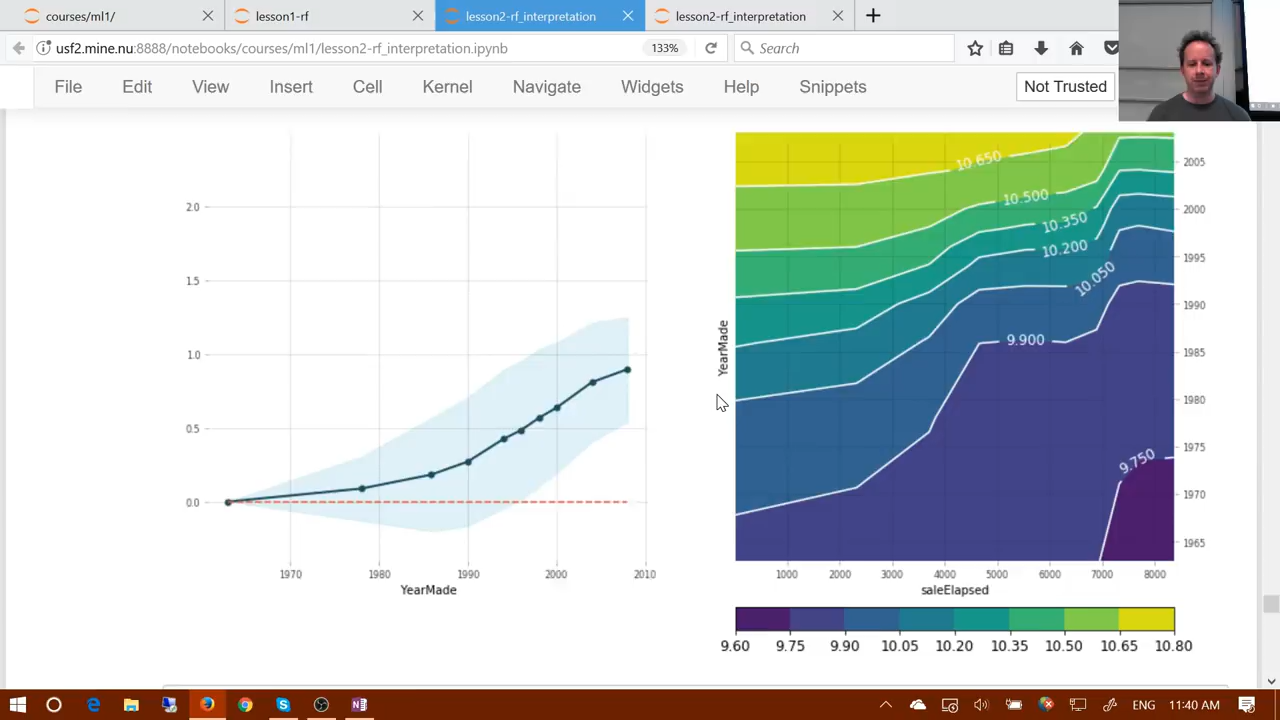 courses/ml1/
lesson1-rf
lesson2-rf_interpretation
lesson2-rf_interpretation
usf2.mine.nu:8888/notebooks/courses/ml1/lesson2-rf_interpretation.ipynb
133%
Search
File Edit View Insert Cell Kernel Navigate Widgets Help Snippets
Not Trusted
2.0
1.5
1.0
0.5
0.0
1970 1980 1990 2000 2010
YearMade
YearMade
10.650
10.500
10.350
10.200
10.050
9.900
9.750
2005
2000
1995
1990
1985
1980
1975
1970
1965
1000 2000 3000 4000 5000 6000 7000 8000
saleElapsed
9.60 9.75 9.90 10.05 10.20 10.35 10.50 10.65 10.80
ENG
11:40 AM